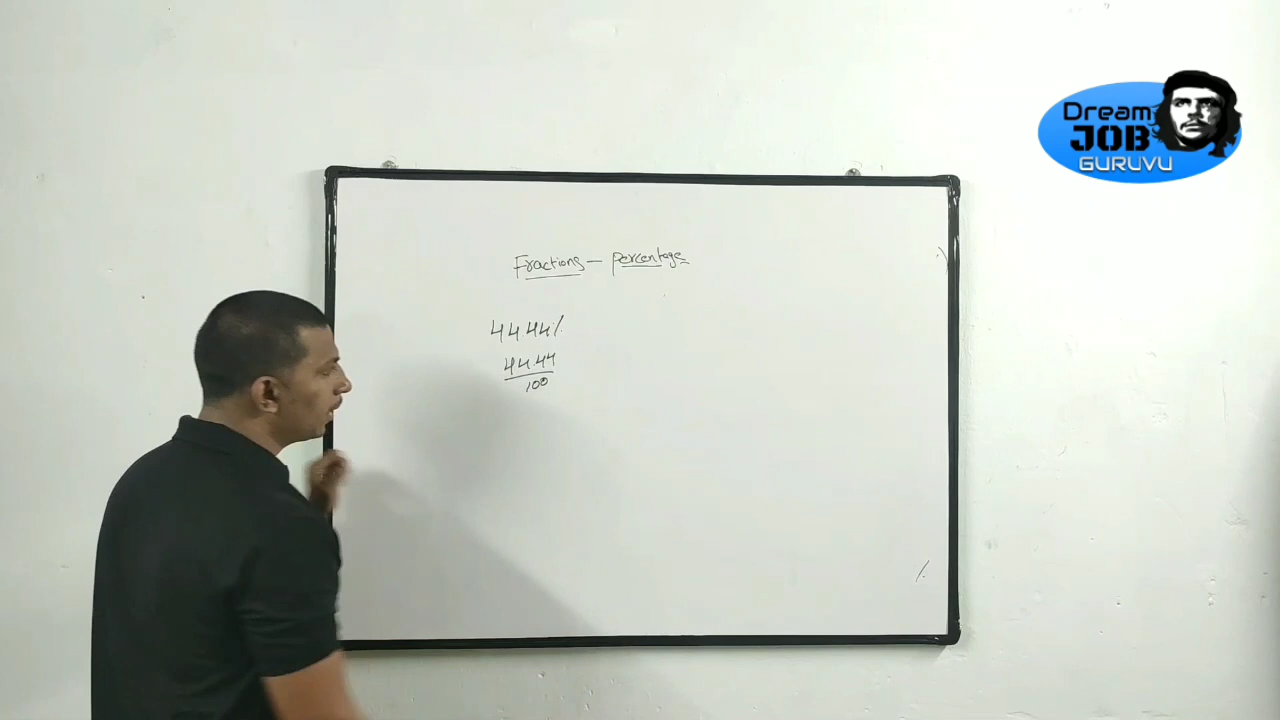 Dream
JOB
GURUVU
Fractions – percentage
44.44%
44.44
100